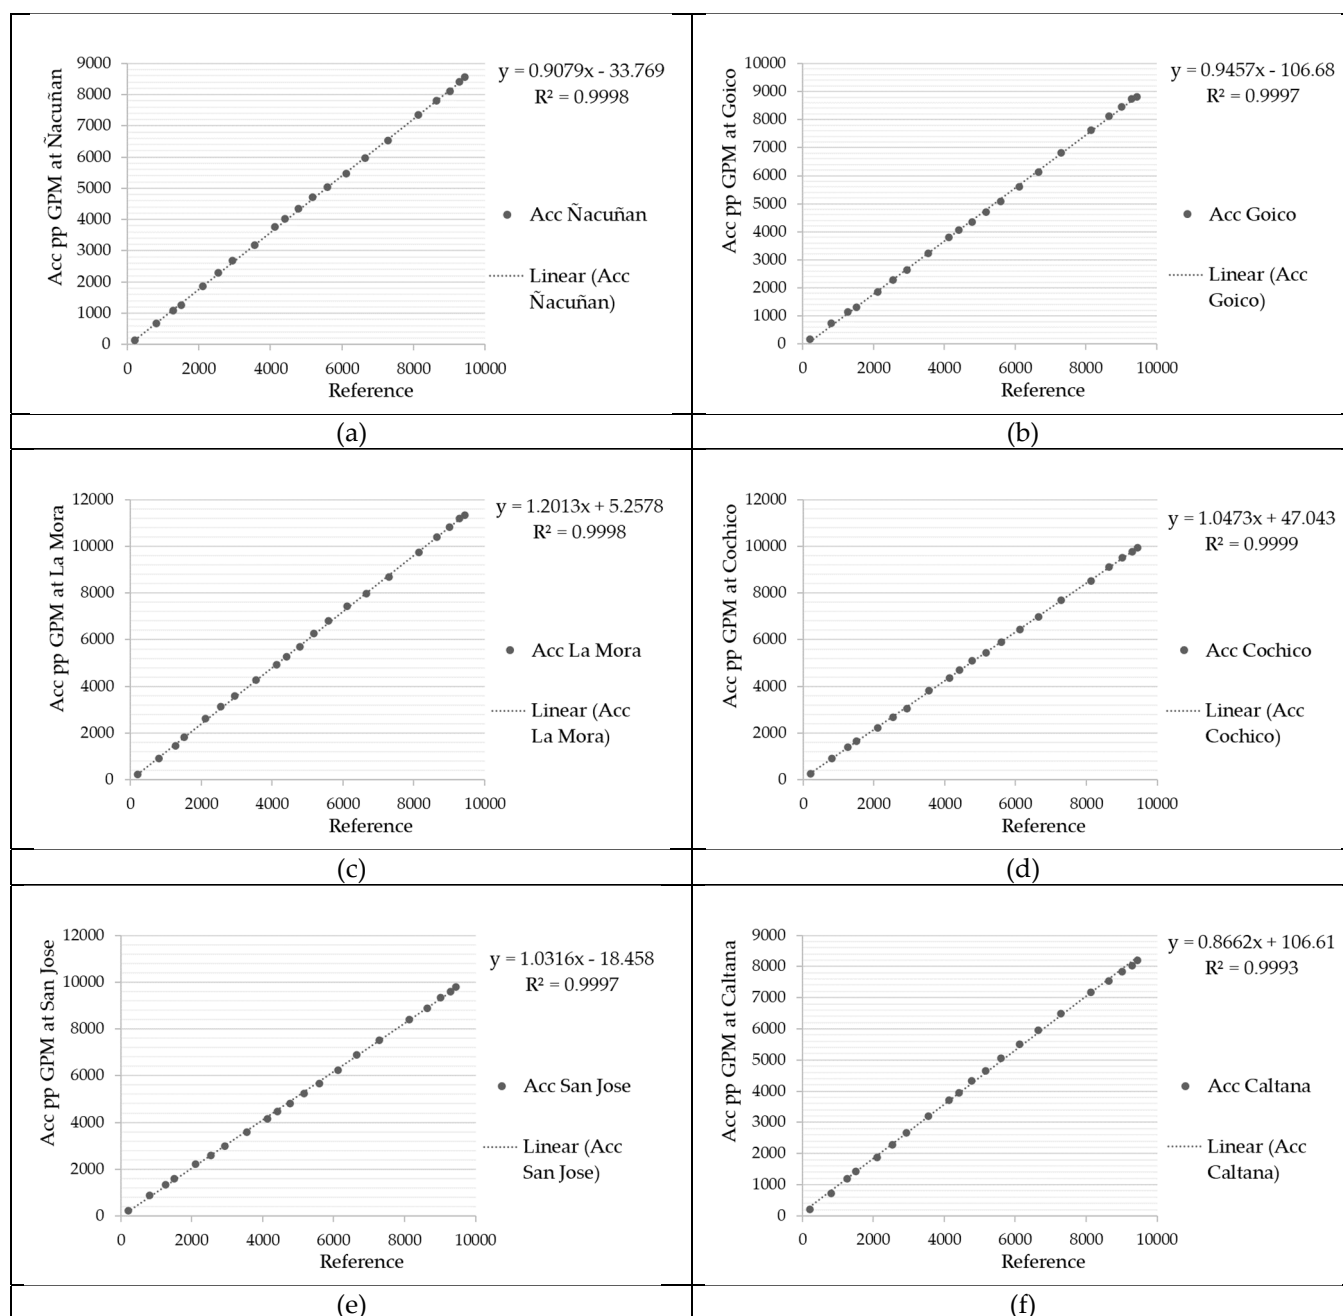 y = 0.9079x - 33.769
R² = 0.9998
Acc pp GPM at Ñacuñan
9000
8000
7000
6000
5000
4000
3000
2000
1000
0
0 2000 4000 6000 8000 10000
Reference
Acc Ñacuñan
Linear (Acc
Ñacuñan)
(a)
y = 0.9457x - 106.68
R² = 0.9997
Acc pp GPM at Goico
10000
9000
8000
7000
6000
5000
4000
3000
2000
1000
0
0 2000 4000 6000 8000 10000
Reference
Acc Goico
Linear (Acc
Goico)
(b)
y = 1.2013x + 5.2578
R² = 0.9998
Acc pp GPM at La Mora
12000
10000
8000
6000
4000
2000
0
0 2000 4000 6000 8000 10000
Reference
Acc La Mora
Linear (Acc
La Mora)
(c)
y = 1.0473x + 47.043
R² = 0.9999
Acc pp GPM at Cochico
12000
10000
8000
6000
4000
2000
0
0 2000 4000 6000 8000 10000
Reference
Acc Cochico
Linear (Acc
Cochico)
(d)
y = 1.0316x - 18.458
R² = 0.9997
Acc pp GPM at San Jose
12000
10000
8000
6000
4000
2000
0
0 2000 4000 6000 8000 10000
Reference
Acc San Jose
Linear (Acc
San Jose)
(e)
y = 0.8662x + 106.61
R² = 0.9993
Acc pp GPM at Caltana
9000
8000
7000
6000
5000
4000
3000
2000
1000
0
0 2000 4000 6000 8000 10000
Reference
Acc Caltana
Linear (Acc
Caltana)
(f)